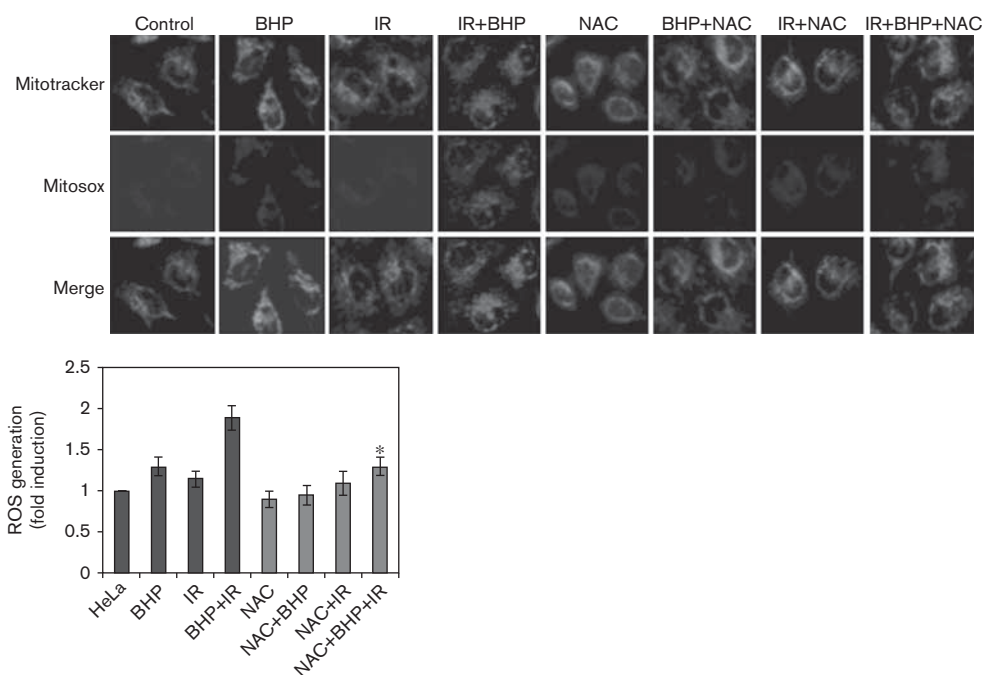 Control BHP IR IR+BHP NAC BHP+NAC IR+NAC IR+BHP+NAC
Mitotracker
Mitosox
Merge
2.5
2
1.5
1
0.5
0
ROS generation
(fold induction)
*
HeLa
BHP
IR
BHP+IR
NAC
NAC+BHP
NAC+IR
NAC+BHP+IR